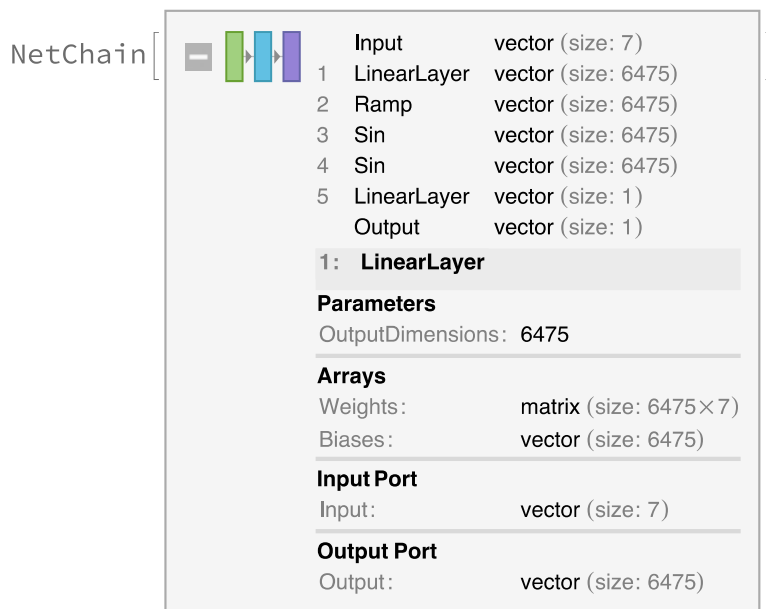 NetChain[
Input vector (size: 7)
1 LinearLayer vector (size: 6475)
2 Ramp vector (size: 6475)
3 Sin vector (size: 6475)
4 Sin vector (size: 6475)
5 LinearLayer vector (size: 1)
Output vector (size: 1)
1: LinearLayer
Parameters
OutputDimensions: 6475
Arrays
Weights: matrix (size: 6475×7)
Biases: vector (size: 6475)
Input Port
Input: vector (size: 7)
Output Port
Output: vector (size: 6475)